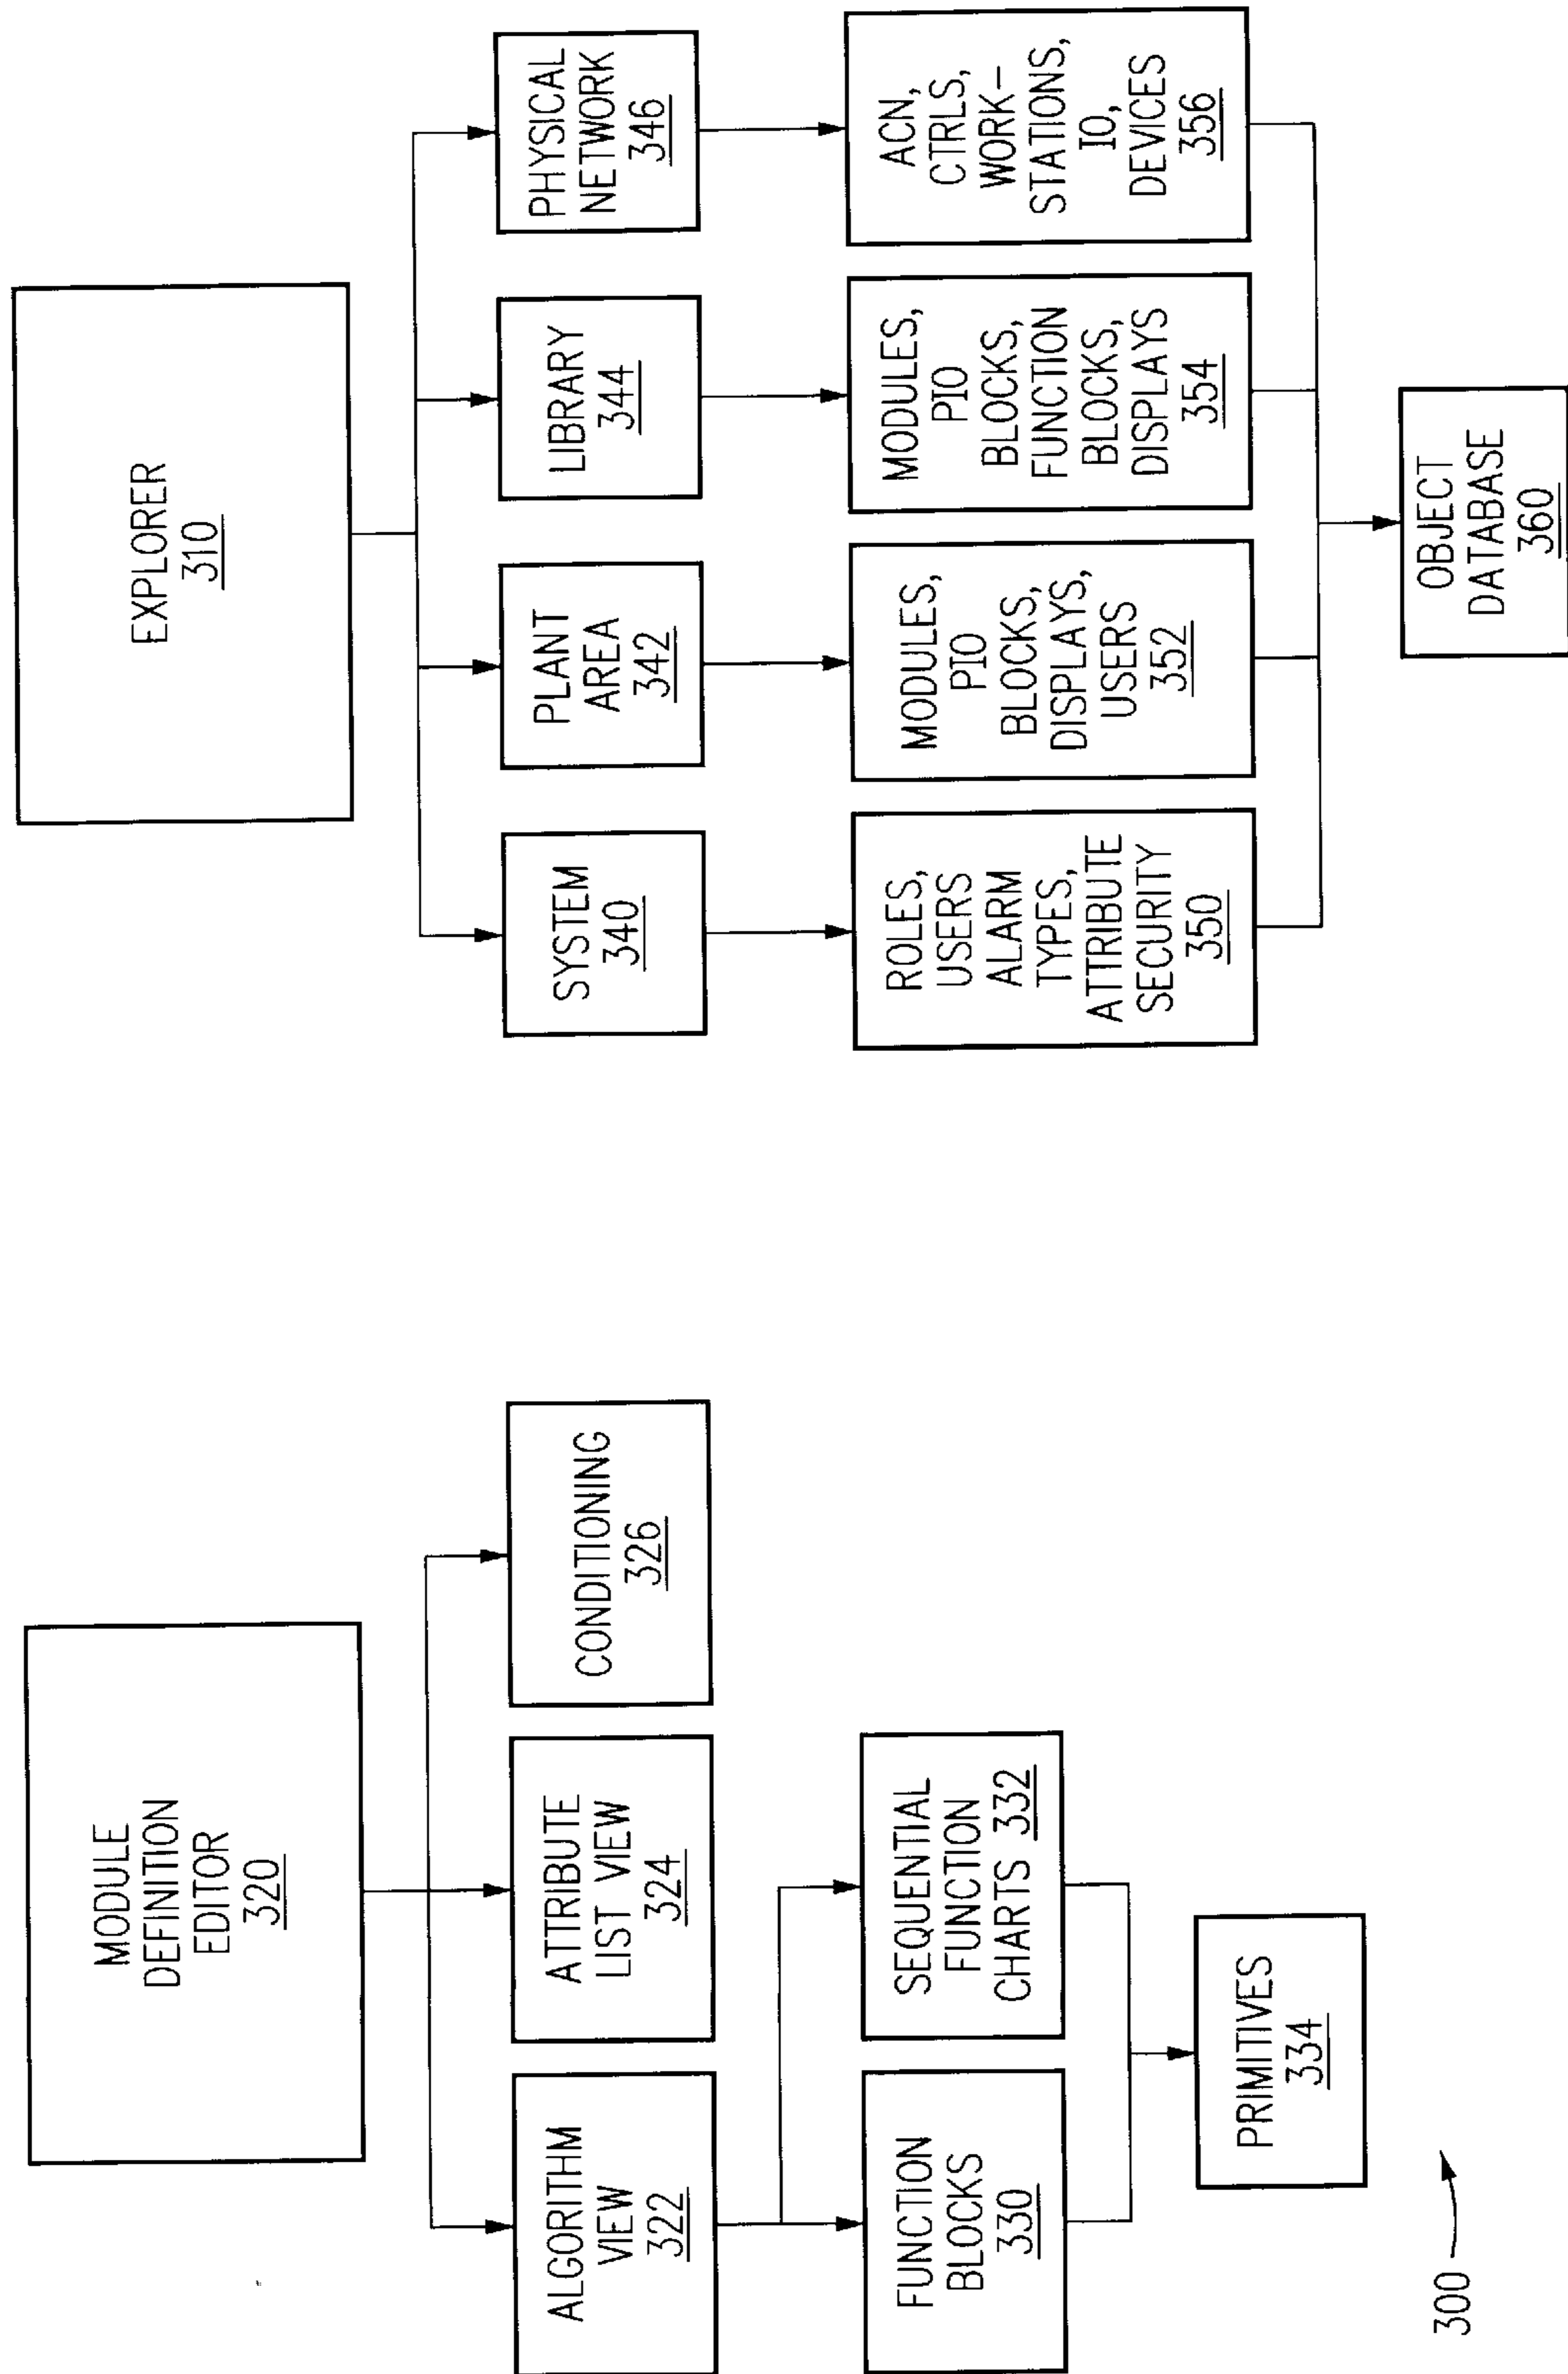 MODULE
DEFINITION
EDITOR
320
ALGORITHM
VIEW
322
ATTRIBUTE
LIST VIEW
324
CONDITIONING
326
FUNCTION
BLOCKS
330
SEQUENTIAL
FUNCTION
CHARTS 332
PRIMITIVES
334
300
EXPLORER
310
SYSTEM
340
PLANT
AREA
342
LIBRARY
344
PHYSICAL
NETWORK
346
ROLES,
USERS
ALARM
TYPES,
ATTRIBUTE
SECURITY
350
MODULES,
PIO
BLOCKS,
DISPLAYS,
USERS
352
MODULES,
PIO
BLOCKS,
FUNCTION
BLOCKS,
DISPLAYS
354
ACN,
CTRLS,
WORK-
STATIONS,
IO,
DEVICES
356
OBJECT
DATABASE
360